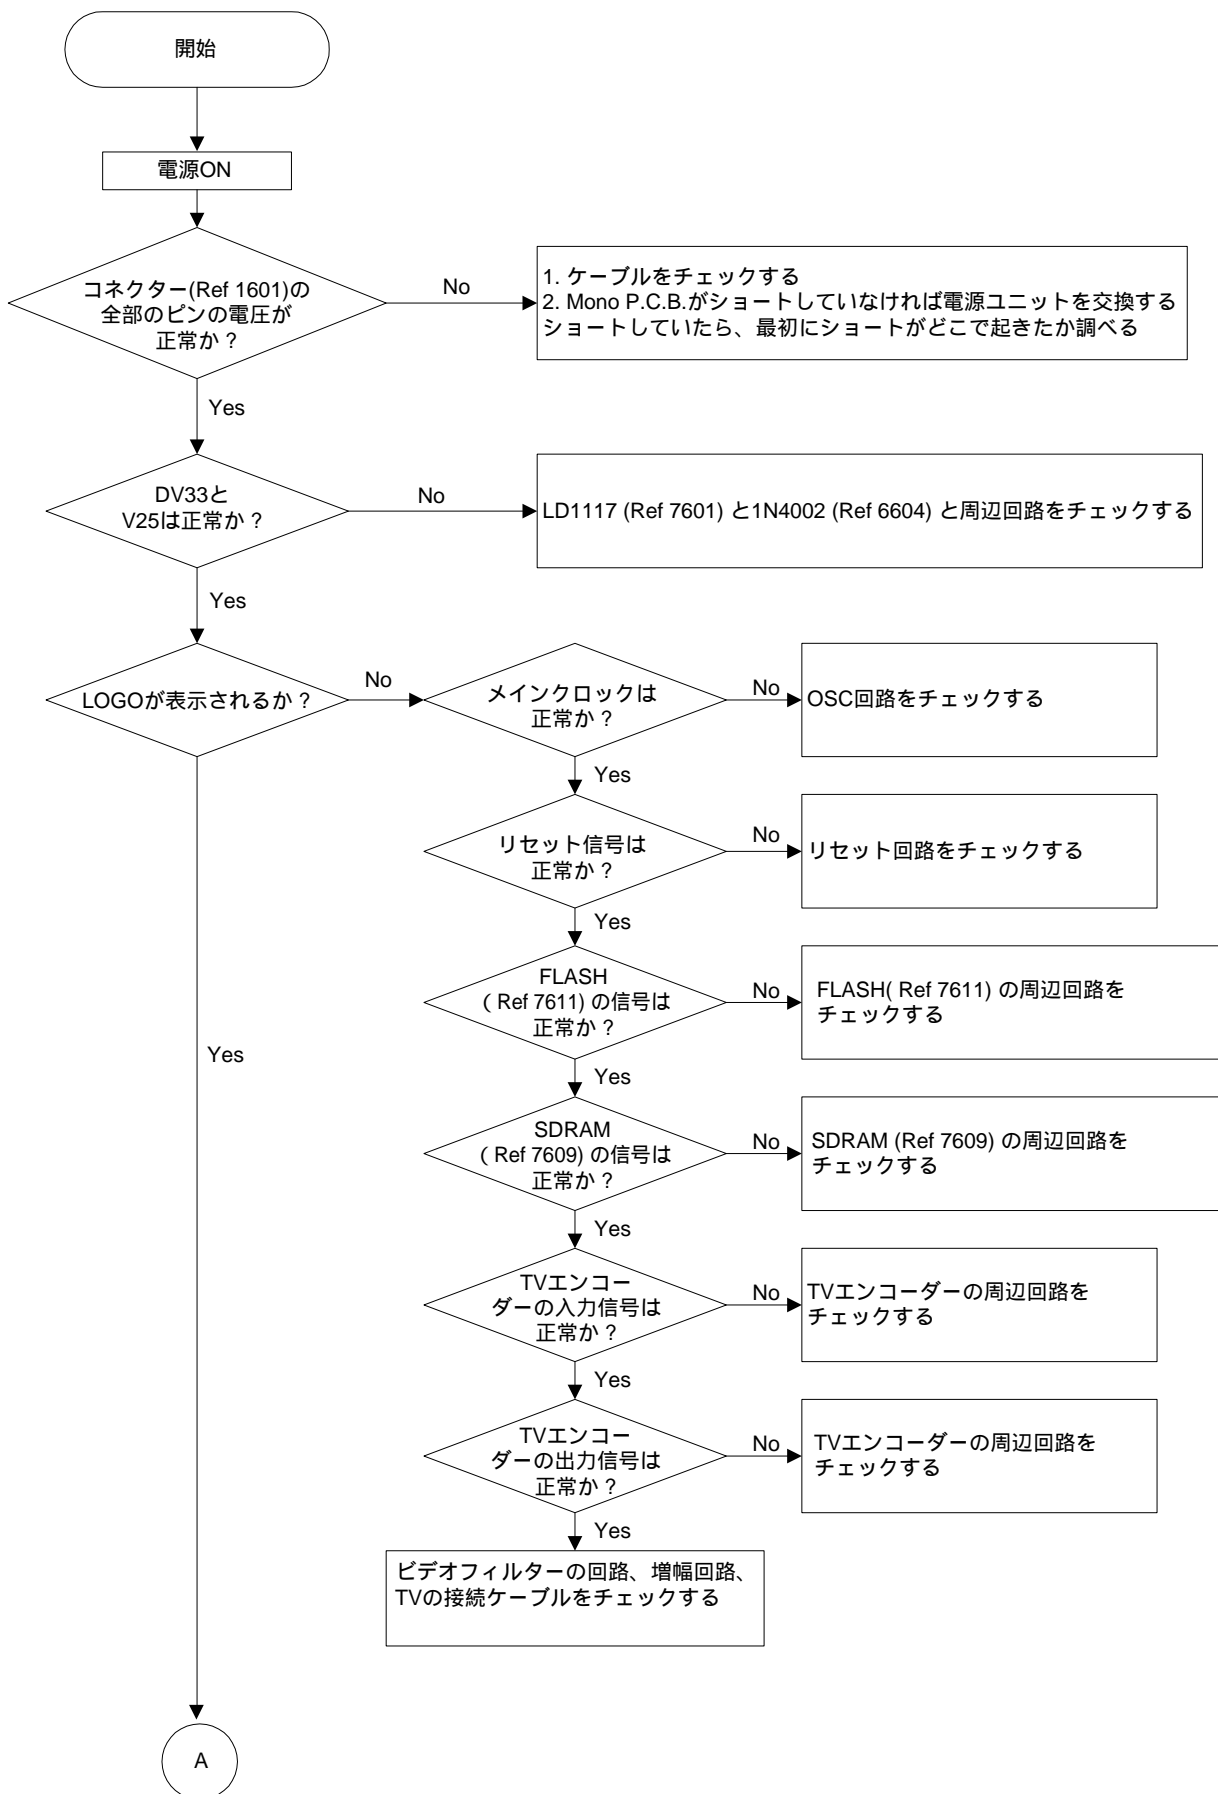 開始
電源ON
コネクター(Ref 1601)の
全部のピンの電圧が
正常か？
No
1. ケーブルをチェックする
2. Mono P.C.B.がショートしていなければ電源ユニットを交換する
ショートしていたら、最初にショートがどこで起きたか調べる
Yes
DV33と
V25は正常か？
No
LD1117 (Ref 7601) と1N4002 (Ref 6604) と周辺回路をチェックする
Yes
LOGOが表示されるか？
No
メインクロックは
正常か？
No
OSC回路をチェックする
Yes
リセット信号は
正常か？
No
リセット回路をチェックする
Yes
FLASH
( Ref 7611) の信号は
正常か？
No
FLASH( Ref 7611) の周辺回路を
チェックする
Yes
Yes
SDRAM
( Ref 7609) の信号は
正常か？
No
SDRAM (Ref 7609) の周辺回路を
チェックする
Yes
TVエンコー
ダーの入力信号は
正常か？
No
TVエンコーダーの周辺回路を
チェックする
Yes
TVエンコー
ダーの出力信号は
正常か？
No
TVエンコーダーの周辺回路を
チェックする
Yes
ビデオフィルターの回路、増幅回路、
TVの接続ケーブルをチェックする
A